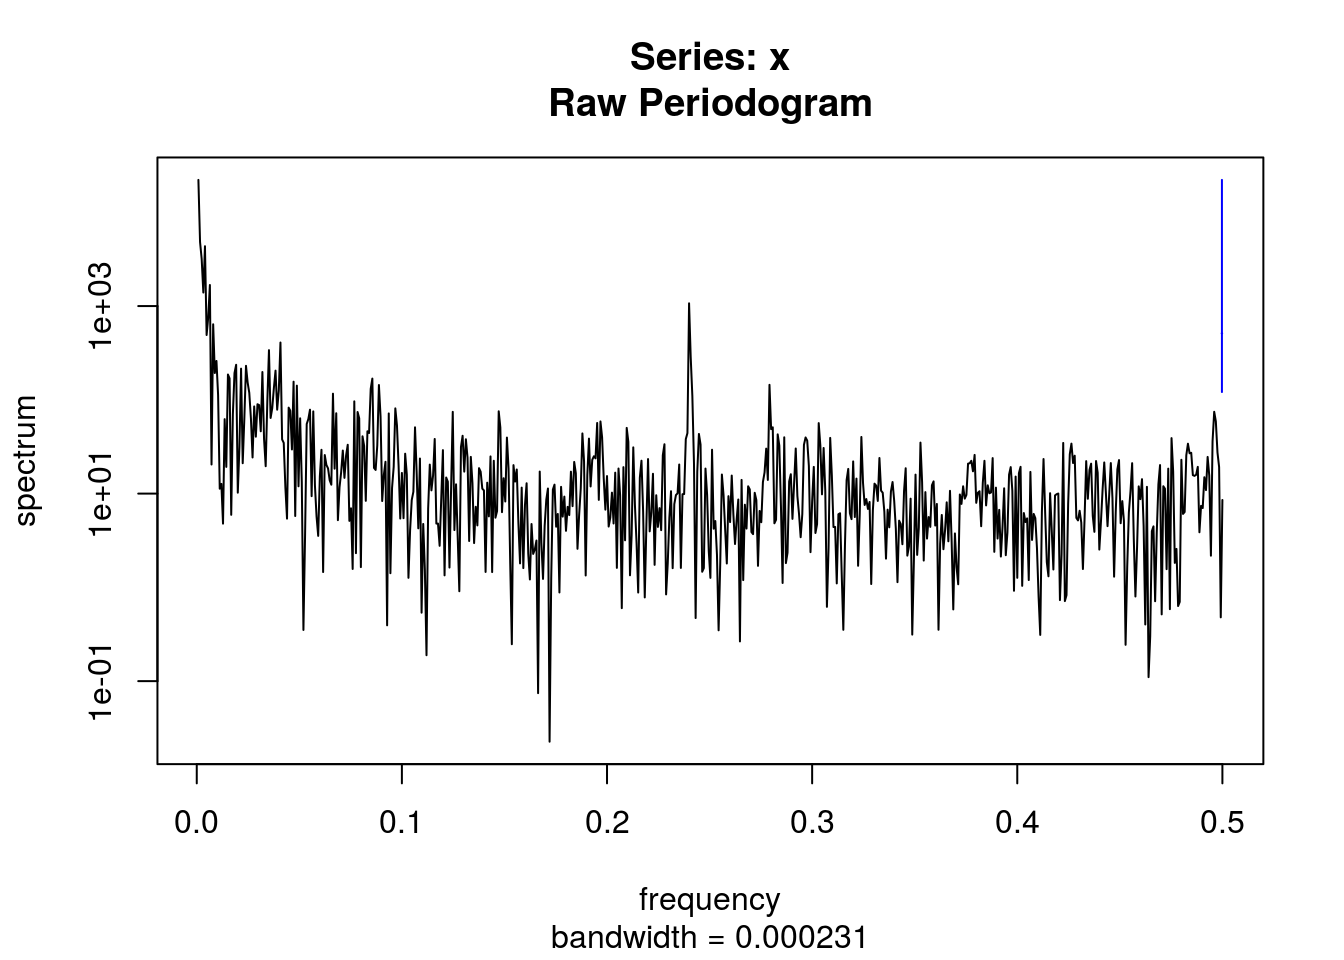 Series: x
Raw Periodogram
spectrum
1e+03
1e+01
1e-01
0.0 0.1 0.2 0.3 0.4 0.5
frequency
bandwidth = 0.000231